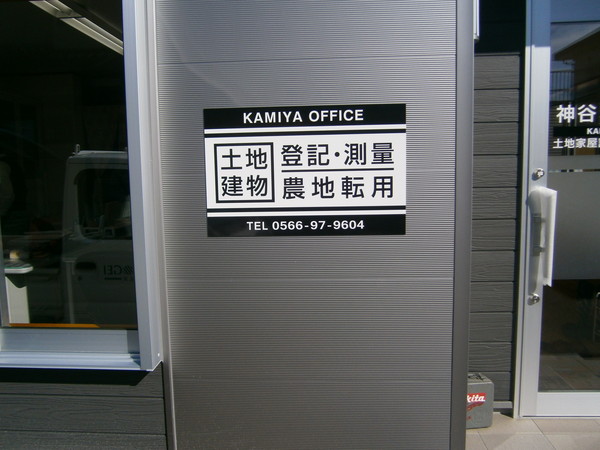 KAMIYA OFFICE
土地建物
登記・測量
農地転用
TEL 0566-97-9604
神谷
土地家屋